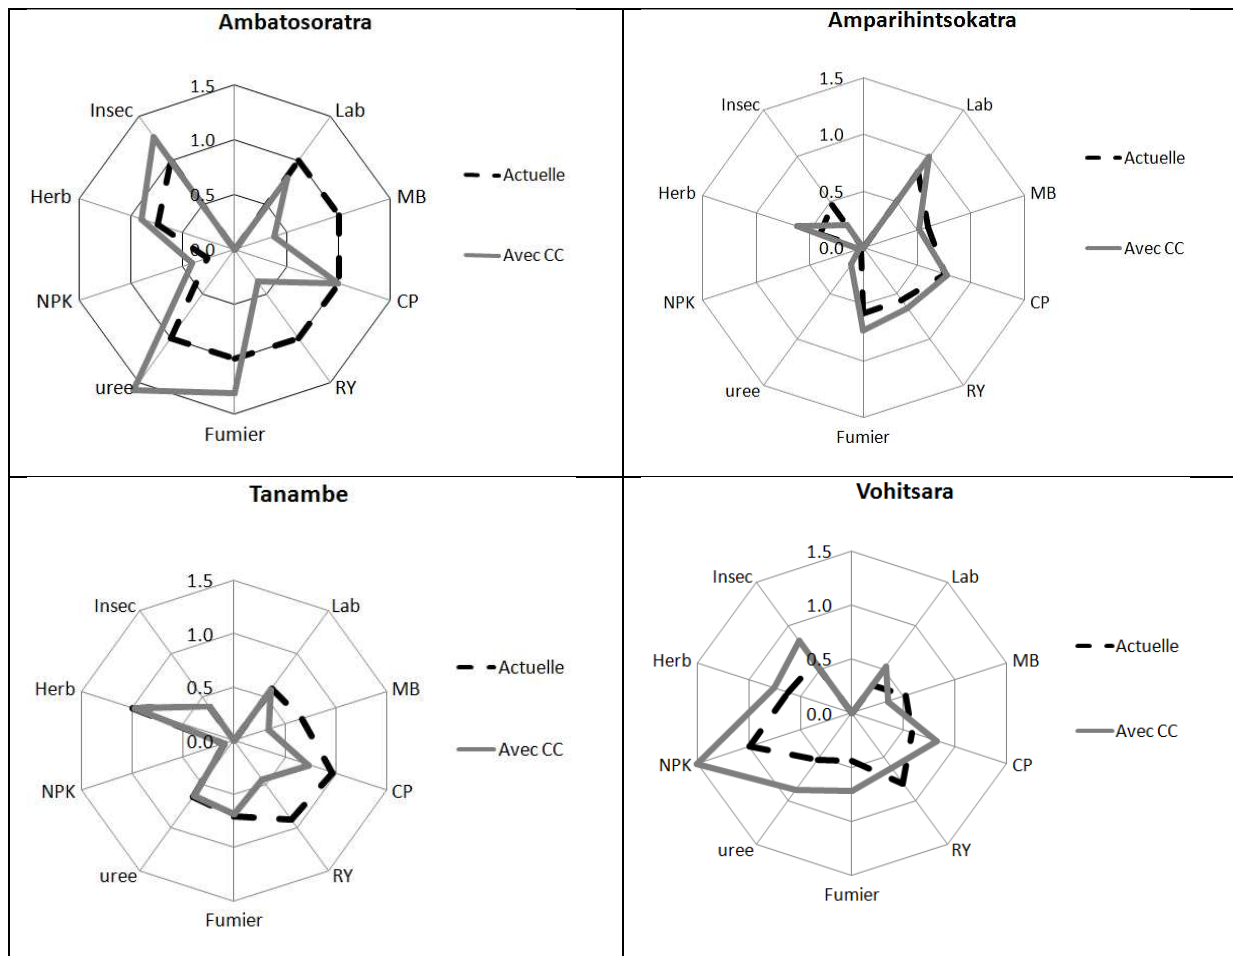 Ambatosoratra
1.5
1.0
0.5
0.0
Lab
MB
CP
RY
Fumier
uree
NPK
Herb
Insec
Actuelle
Avec CC
Amparihintsokatra
1.5
1.0
0.5
0.0
Lab
MB
CP
RY
Fumier
uree
NPK
Herb
Insec
Actuelle
Avec CC
Tanambe
1.5
1.0
0.5
0.0
Lab
MB
CP
RY
Fumier
uree
NPK
Herb
Insec
Actuelle
Avec CC
Vohitsara
1.5
1.0
0.5
0.0
Lab
MB
CP
RY
Fumier
uree
NPK
Herb
Insec
Actuelle
Avec CC